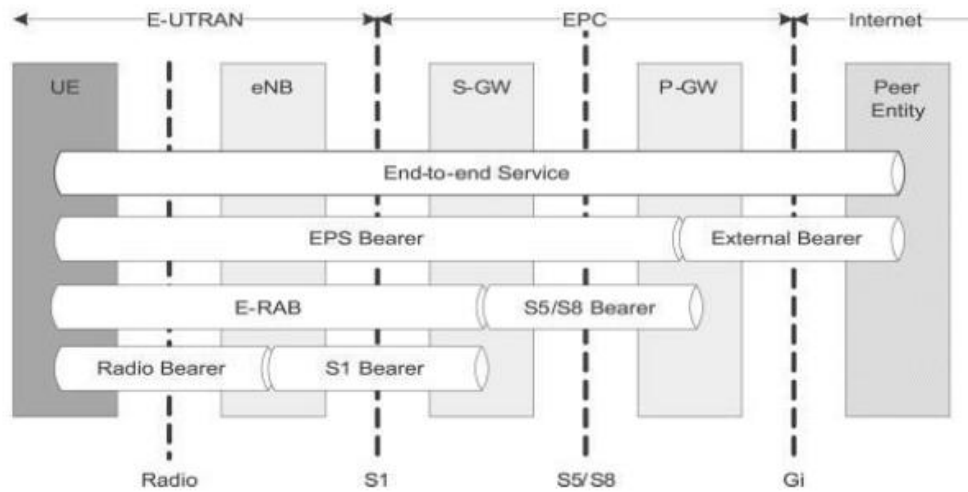 E-UTRAN EPC Internet
UE eNB S-GW P-GW Peer
Entity
End-to-end Service
EPS Bearer External Bearer
E-RAB S5/S8 Bearer
Radio Bearer S1 Bearer
Radio S1 S5/S8 Gi